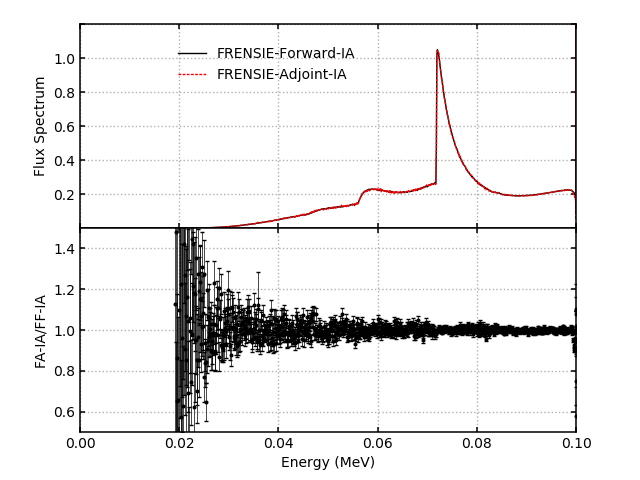 1.0
0.8
0.6
0.4
0.2
Flux Spectrum
FRENSIE-Forward-IA
FRENSIE-Adjoint-IA
1.4
1.2
1.0
0.8
0.6
FA-IA/FF-IA
0.00 0.02 0.04 0.06 0.08 0.10
Energy (MeV)